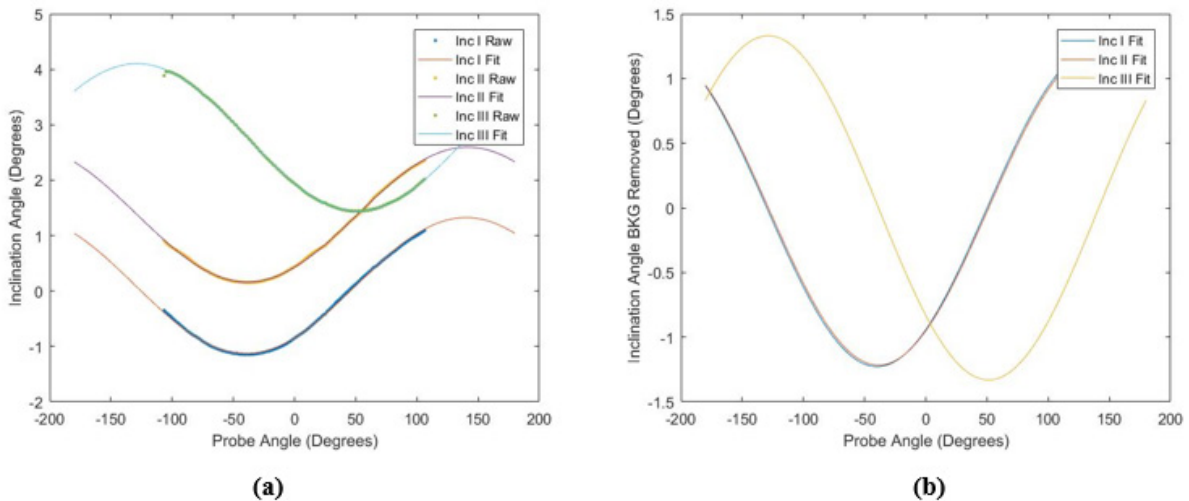 5
4
3
2
1
0
-1
-2
Inclination Angle (Degrees)
-200
-150
-100
-50
0
50
100
150
200
Probe Angle (Degrees)
Inc I Raw
Inc I Fit
Inc II Raw
Inc II Fit
Inc III Raw
Inc III Fit
(a)
1.5
1
0.5
0
-0.5
-1
-1.5
Inclination Angle BKG Removed (Degrees)
-200
-150
-100
-50
0
50
100
150
200
Probe Angle (Degrees)
Inc I Fit
Inc II Fit
Inc III Fit
(b)